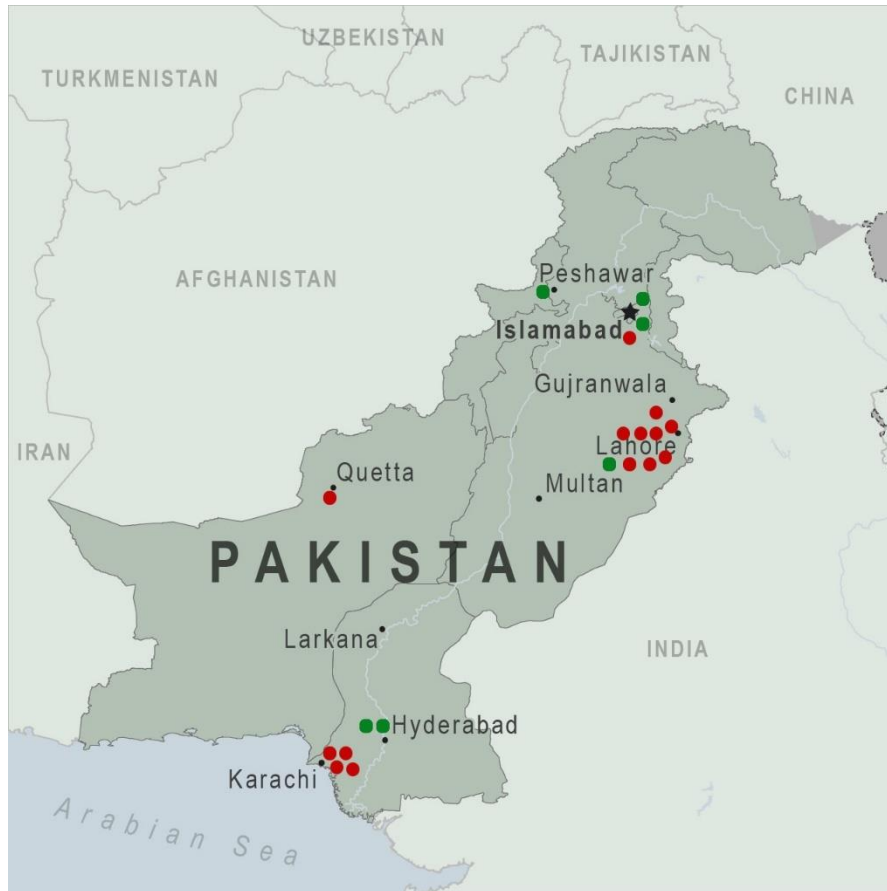 UZBEKISTAN
TAJIKISTAN
TURKMENISTAN
CHINA
AFGHANISTAN
Peshawar
Islamabad
Gujranwala
IRAN
Lahore
Quetta
Multan
PAKISTAN
Larkana
INDIA
Hyderabad
Karachi
Arabian Sea